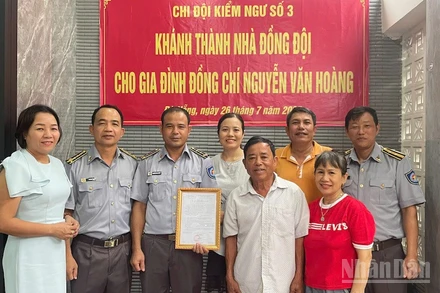 CHI ĐỘI KIỂM NGƯ SỐ 3
KHÁNH THÀNH NHÀ ĐỒNG ĐỘI
CHO GIA ĐÌNH ĐỒNG CHÍ NGUYỄN VĂN HOÀNG
ngày 26 tháng 7 năm
LEVI'S
NhânDân